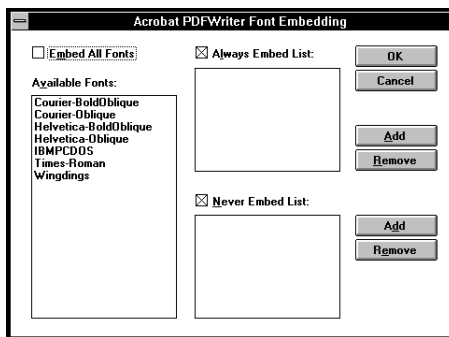 Acrobat PDFWriter Font Embedding
Embed All Fonts
Always Embed List:
OK
Cancel
Available Fonts:
Courier-BoldOblique
Courier-Oblique
Helvetica-BoldOblique
Helvetica-Oblique
IBMPCDOS
Times-Roman
Wingdings
Add
Remove
Never Embed List:
Add
Remove